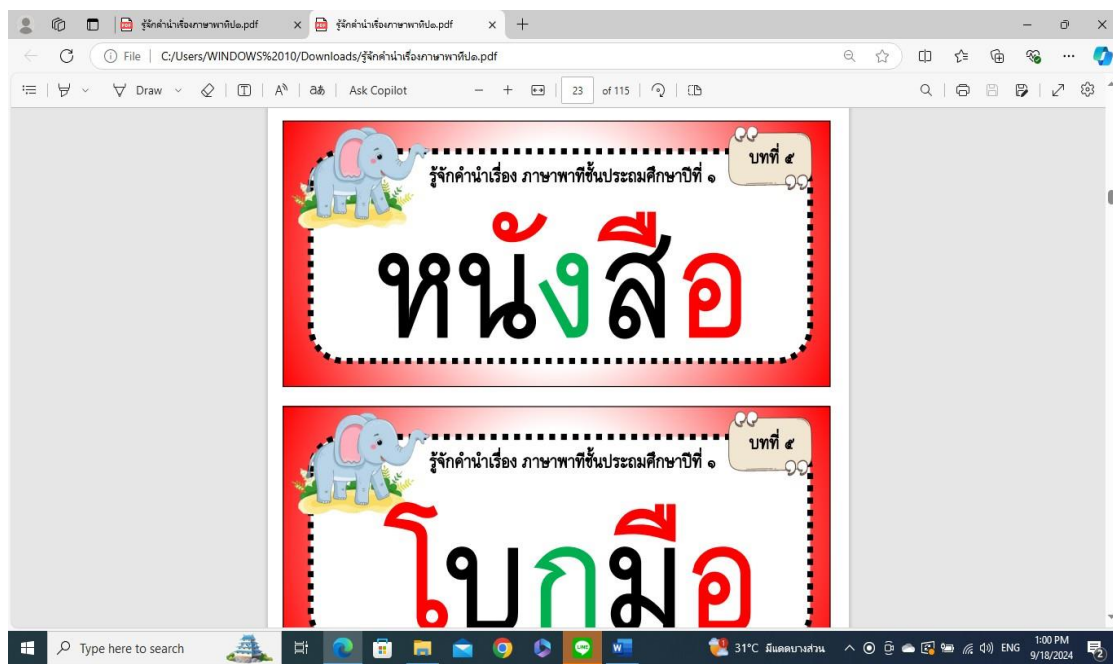 รู้จักคำนำเรื่องภาษาพาทีป๑.pdf
รู้จักคำนำเรื่องภาษาพาทีป๑.pdf
File
C:/Users/WINDOWS%2010/Downloads/รู้จักคำนำเรื่องภาษาพาทีป๑.pdf
Draw
Ask Copilot
23 of 115
บทที่ ๕
รู้จักคำนำเรื่อง ภาษาพาทีชั้นประถมศึกษาปีที่ ๑
หนังสือ
บทที่ ๕
รู้จักคำนำเรื่อง ภาษาพาทีชั้นประถมศึกษาปีที่ ๑
โบกมือ
Type here to search
31°C มีแดดบางส่วน
ENG
1:00 PM
9/18/2024